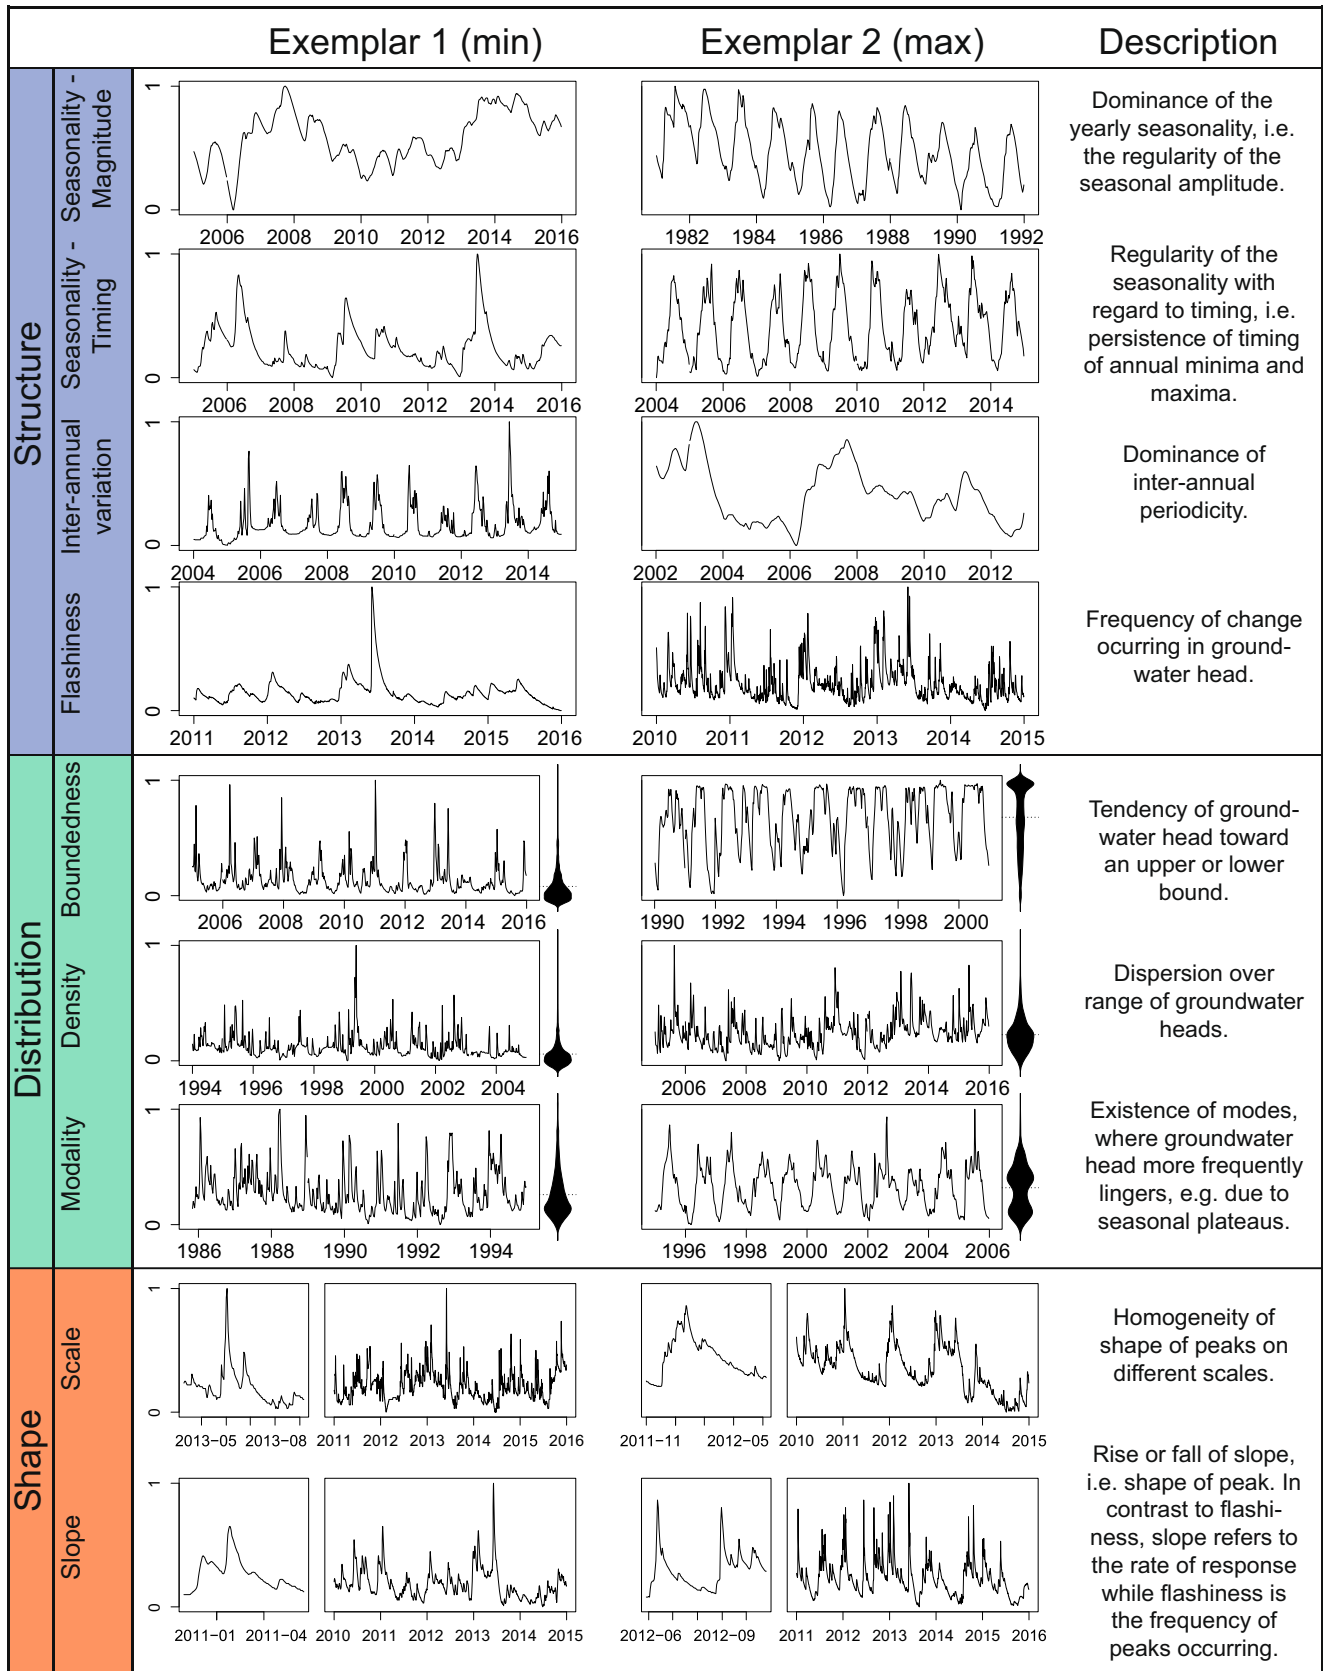 Exemplar 1 (min) Exemplar 2 (max) Description
Structure
Seasonality -
Magnitude
1
0
2006 2008 2010 2012 2014 2016
1982 1984 1986 1988 1990 1992
Dominance of the
yearly seasonality, i.e.
the regularity of the
seasonal amplitude.
Seasonality -
Timing
1
0
2006 2008 2010 2012 2014 2016
2004 2006 2008 2010 2012 2014
Regularity of the
seasonality with
regard to timing, i.e.
persistence of timing
of annual minima and
maxima.
Inter-annual
variation
1
0
2004 2006 2008 2010 2012 2014
2002 2004 2006 2008 2010 2012
Dominance of
inter-annual
periodicity.
Flashiness
1
0
2011 2012 2013 2014 2015 2016
2010 2011 2012 2013 2014 2015
Frequency of change
ocurring in ground-
water head.
Distribution
Boundedness
1
0
2006 2008 2010 2012 2014 2016
1990 1992 1994 1996 1998 2000
Tendency of ground-
water head toward
an upper or lower
bound.
Density
1
0
1994 1996 1998 2000 2002 2004
2006 2008 2010 2012 2014 2016
Dispersion over
range of groundwater
heads.
Modality
1
0
1986 1988 1990 1992 1994
1996 1998 2000 2002 2004 2006
Existence of modes,
where groundwater
head more frequently
lingers, e.g. due to
seasonal plateaus.
Shape
Scale
1
0
2013−05 2013−08
2011 2012 2013 2014 2015 2016
2011−11 2012−05
2010 2011 2012 2013 2014 2015
Homogeneity of
shape of peaks on
different scales.
Slope
1
0
2011−01 2011−04
2010 2011 2012 2013 2014 2015
2012−06 2012−09
2011 2012 2013 2014 2015 2016
Rise or fall of slope,
i.e. shape of peak. In
contrast to flashi-
ness, slope refers to
the rate of response
while flashiness is
the frequency of
peaks occurring.